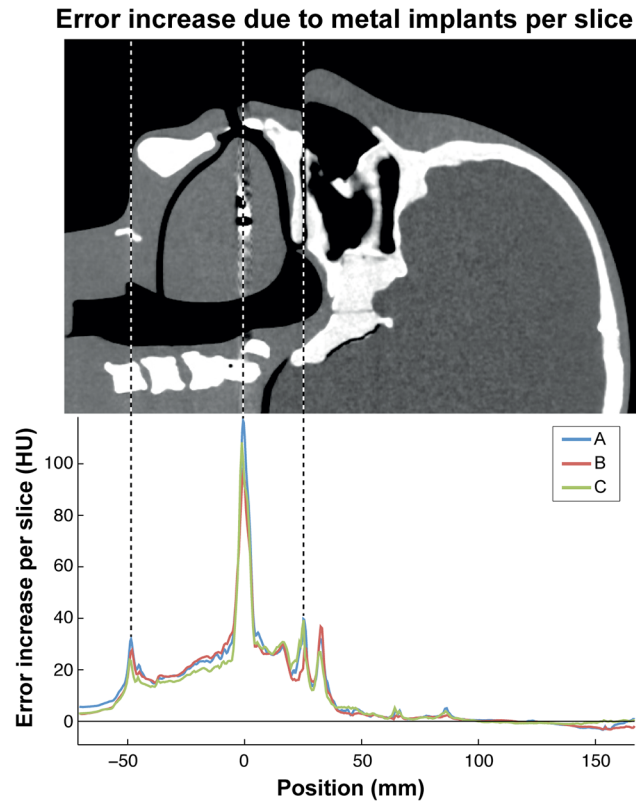 Error increase due to metal implants per slice
A
B
C
Error increase per slice (HU)
100
80
60
40
20
0
−50
0
50
100
150
Position (mm)